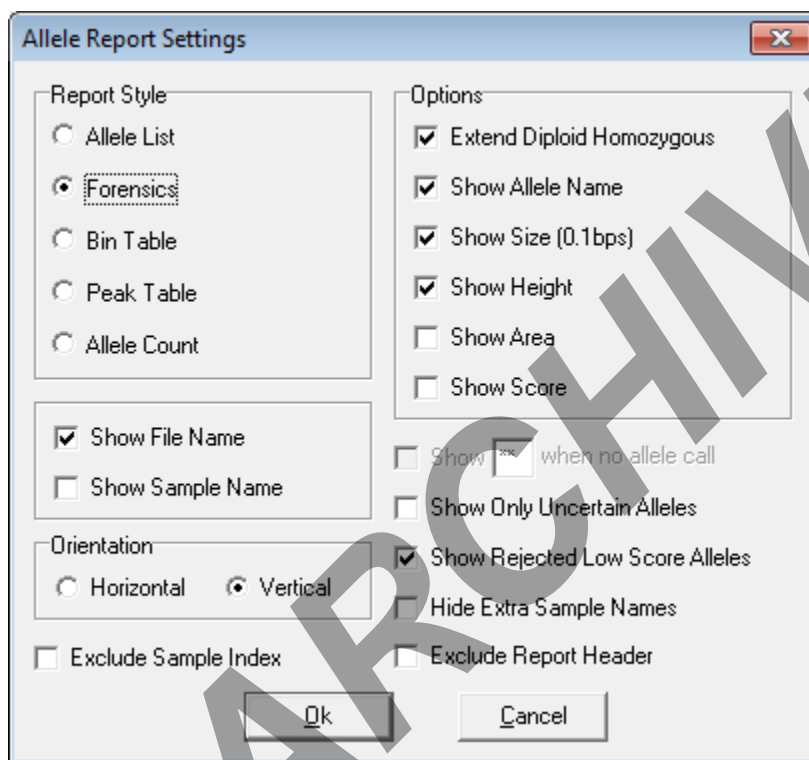 Allele Report Settings
Report Style
Allele List
Forensics
Bin Table
Peak Table
Allele Count
Show File Name
Show Sample Name
Orientation
Horizontal Vertical
Exclude Sample Index
Options
Extend Diploid Homozygous
Show Allele Name
Show Size (0.1bps)
Show Height
Show Area
Show Score
Show ** when no allele call
Show Only Uncertain Alleles
Show Rejected Low Score Alleles
Hide Extra Sample Names
Exclude Report Header
Ok Cancel
ARCHIV